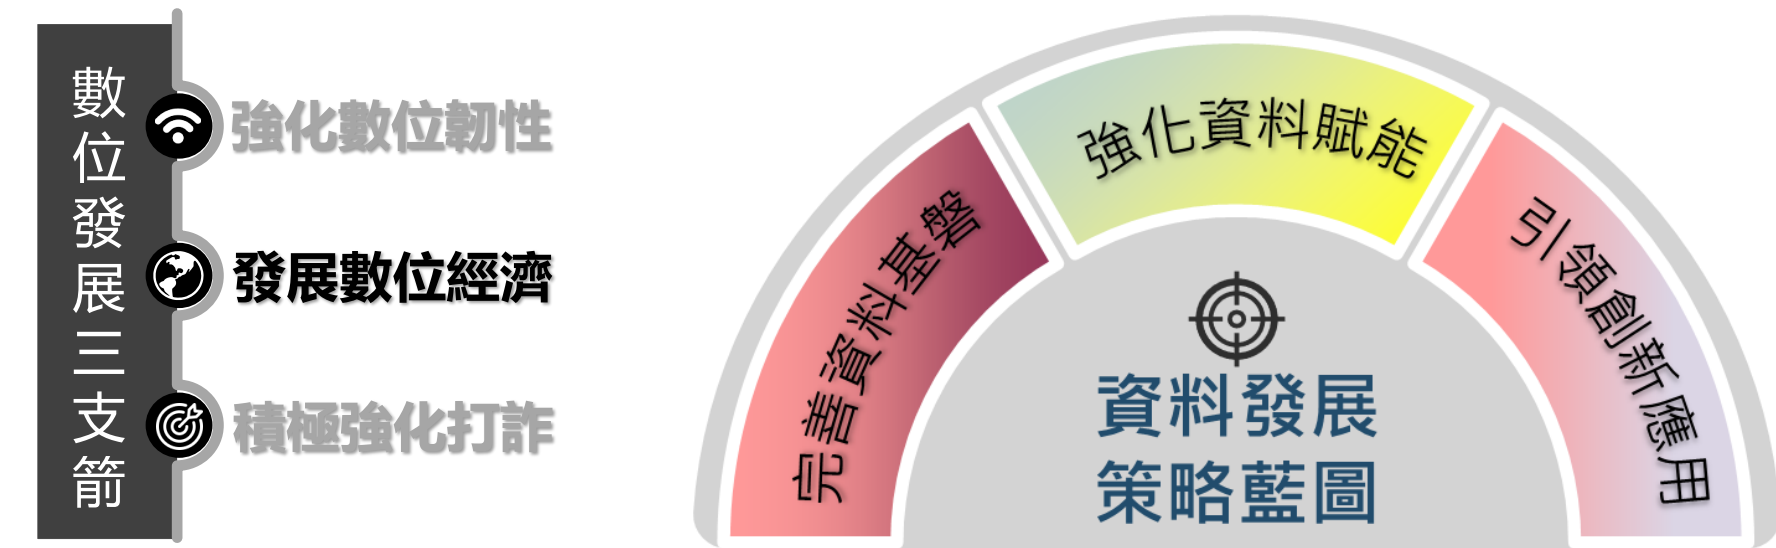 數位發展三支箭
強化數位韌性
發展數位經濟
積極強化打詐
完善資料基磐
強化資料賦能
引領創新應用
資料發展
策略藍圖